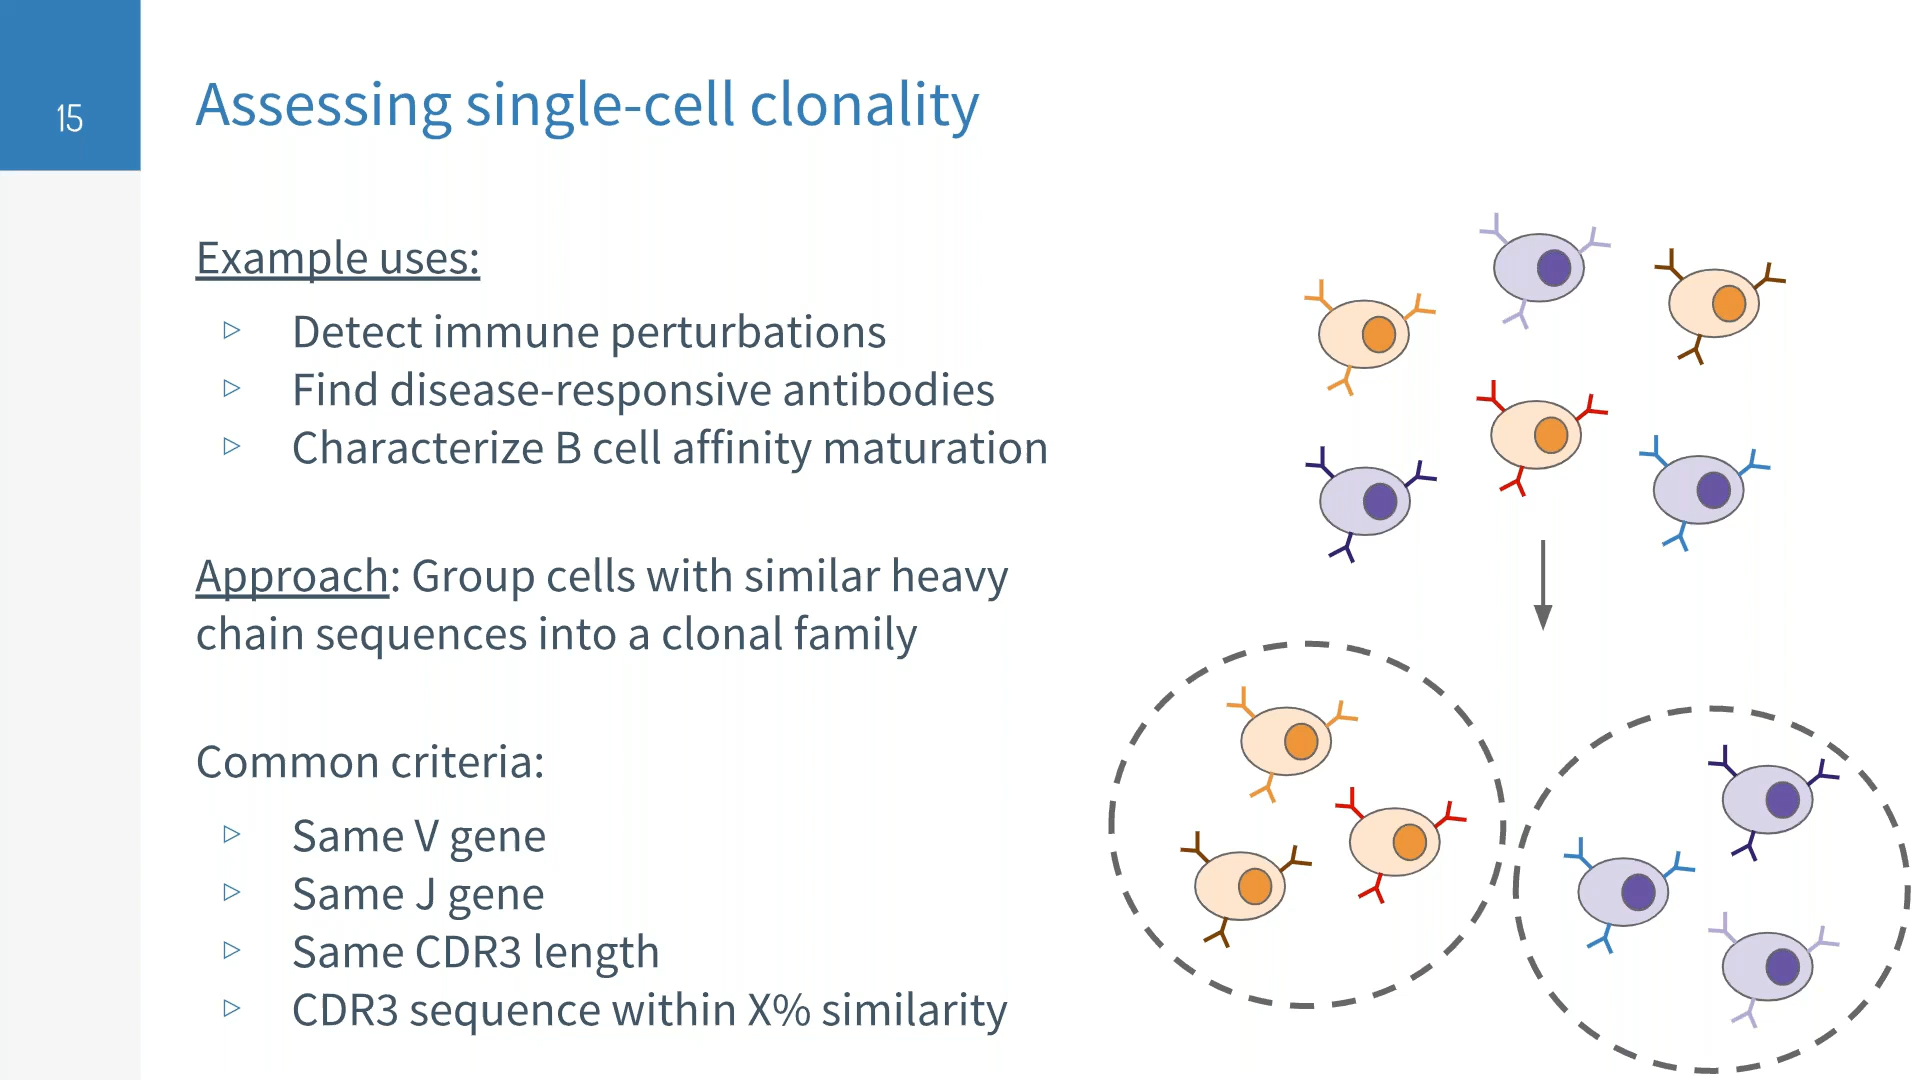 15
Assessing single-cell clonality
Example uses:
▷ Detect immune perturbations
▷ Find disease-responsive antibodies
▷ Characterize B cell affinity maturation
Approach: Group cells with similar heavy
chain sequences into a clonal family
Common criteria:
▷ Same V gene
▷ Same J gene
▷ Same CDR3 length
▷ CDR3 sequence within X% similarity